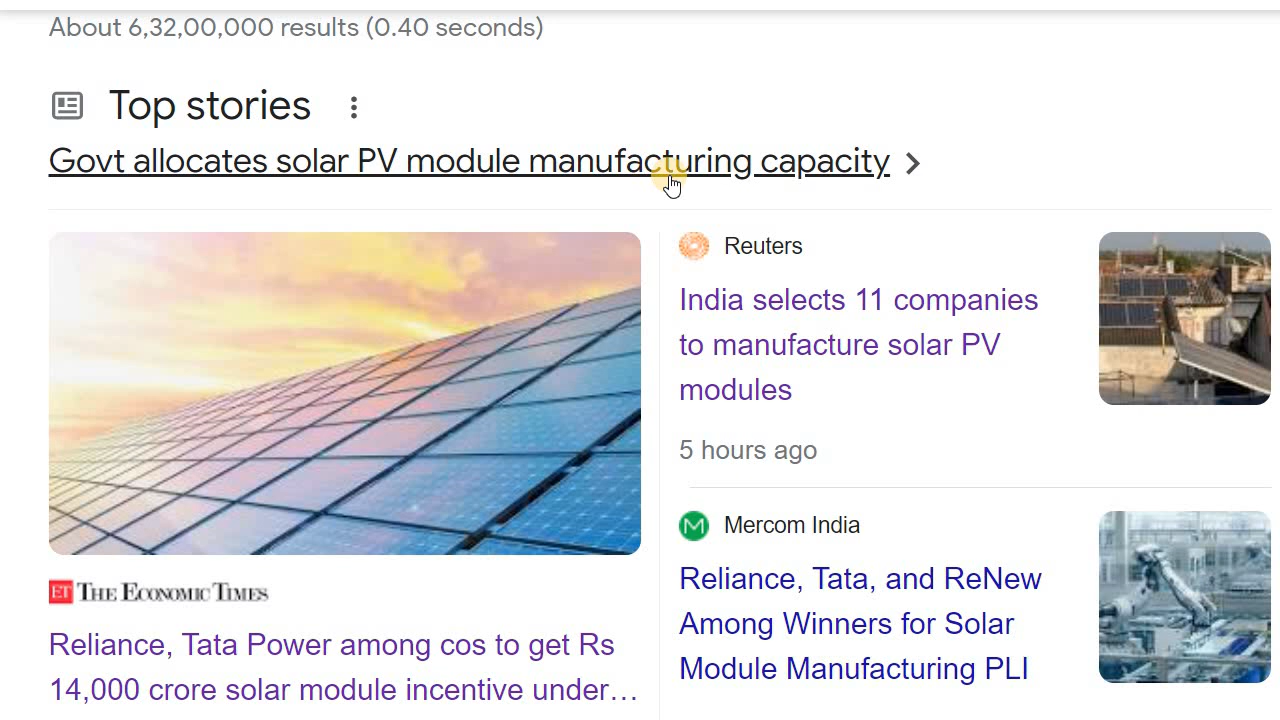 About 6,32,00,000 results (0.40 seconds)
Top stories
Govt allocates solar PV module manufacturing capacity
ET THE ECONOMIC TIMES
Reliance, Tata Power among cos to get Rs
14,000 crore solar module incentive under...
Reuters
India selects 11 companies
to manufacture solar PV
modules
5 hours ago
M Mercom India
Reliance, Tata, and ReNew
Among Winners for Solar
Module Manufacturing PLI